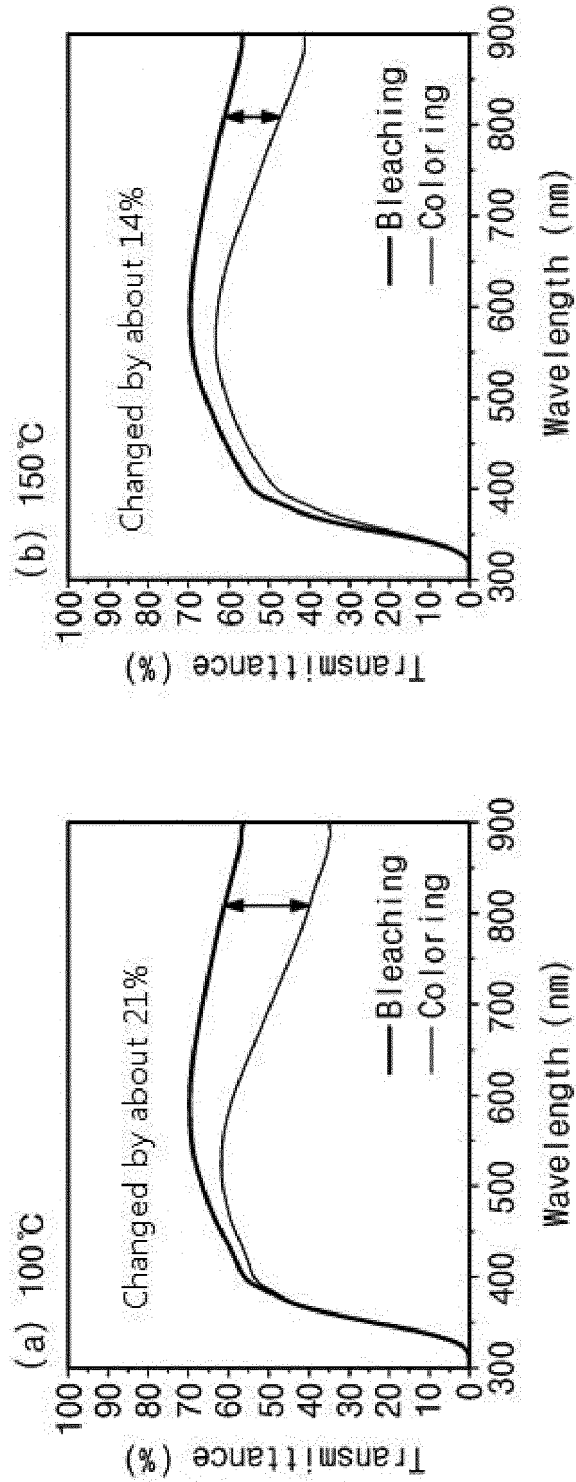 (a) 100℃
Changed by about 21%
Transmittance (%)
100
90
80
70
60
50
40
30
20
10
0
Bleaching
Coloring
300 400 500 600 700 800 900
Wavelength (nm)
(b) 150℃
Changed by about 14%
Transmittance (%)
100
90
80
70
60
50
40
30
20
10
0
Bleaching
Coloring
300 400 500 600 700 800 900
Wavelength (nm)